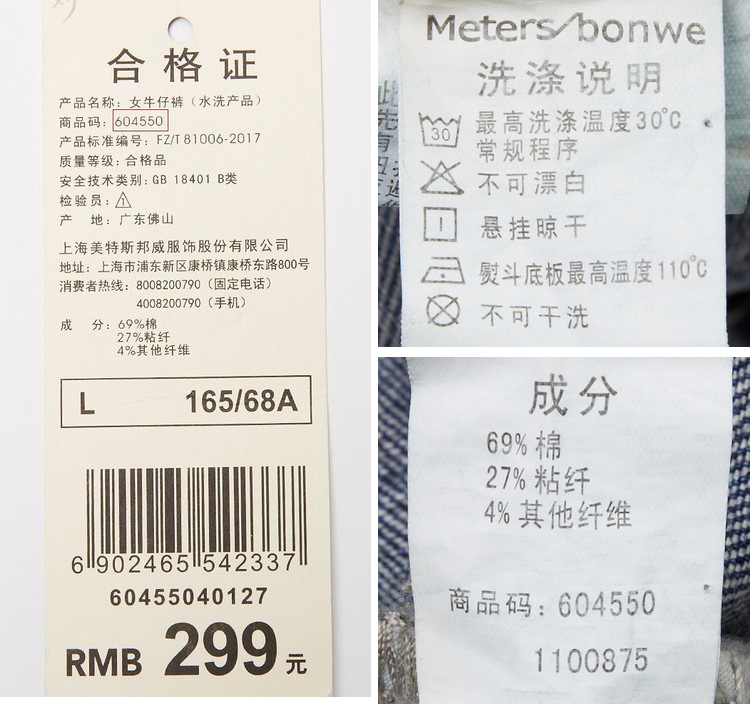 合格证
产品名称：女牛仔裤（水洗产品）
商品码：604550
产品标准编号：FZ/T 81006-2017
质量等级：合格品
安全技术类别：GB 18401 B类
检验员：1
产 地：广东佛山
上海美特斯邦威服饰股份有限公司
地址：上海市浦东新区康桥镇康桥东路800号
消费者热线：8008200790（固定电话）
4008200790（手机）
成 分：69%棉
27%粘纤
4%其他纤维
L 165/68A
6 902465 542337
60455040127
RMB 299元
Meters/bonwe
洗涤说明
30 最高洗涤温度30℃
常规程序
不可漂白
悬挂晾干
熨斗底板最高温度110℃
不可干洗
成分
69% 棉
27% 粘纤
4% 其他纤维
商品码：604550
1100875